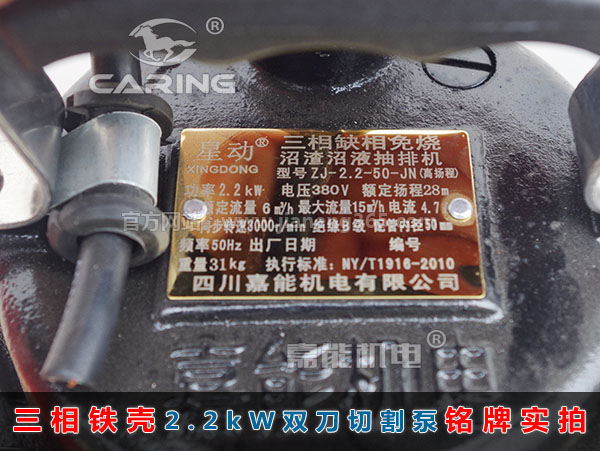 CARING®
星动®
XINGDONG
三相缺相免烧
沼渣沼液抽排机
型号 ZJ-2.2-50-JN(高扬程)
功率2.2kW 电压380V 额定扬程28m
额定流量 6m³/h 最大流量15m³/h 电流 4.7
同步转速3000r/min 绝缘B级 配管内径50mm
频率50Hz 出厂日期 编号
重量31kg 执行标准: NY/T1916-2010
四川嘉能机电有限公司
官方网站
嘉能机电®
三相铁壳2.2kW双刀切割泵铭牌实拍